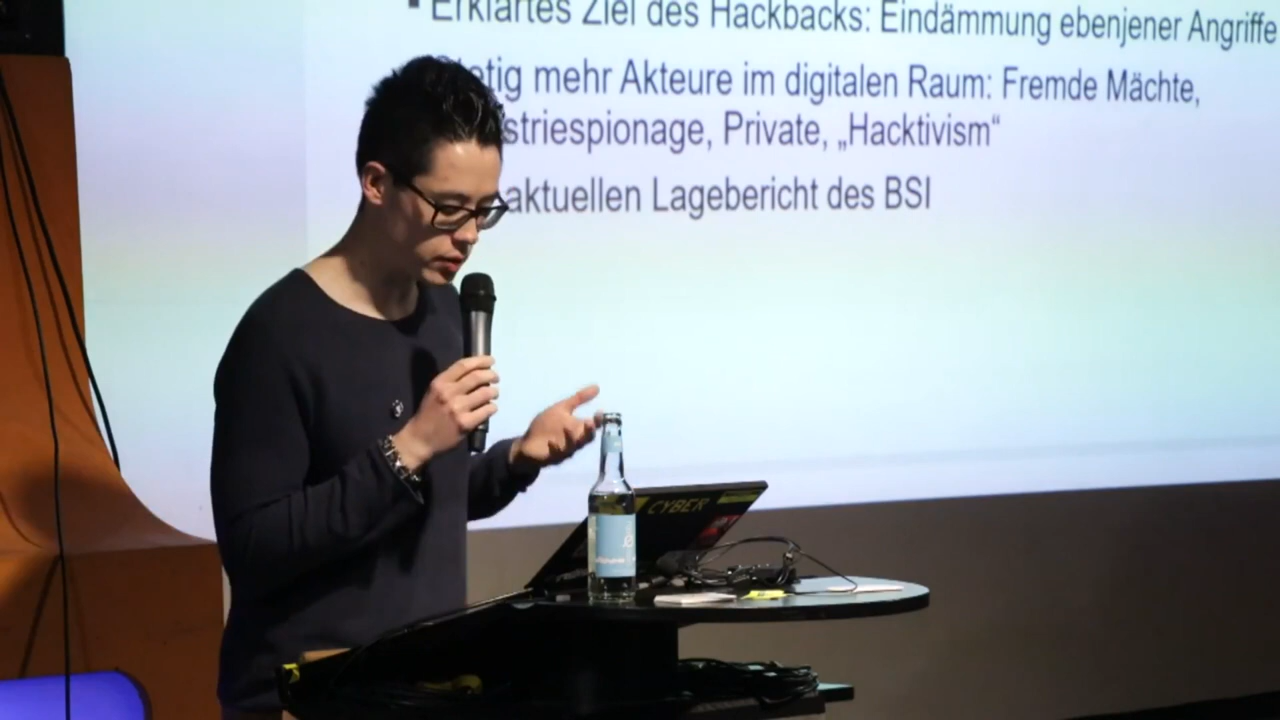 Erklärtes Ziel des Hackbacks: Eindämmung ebenjener Angriffe
Stetig mehr Akteure im digitalen Raum: Fremde Mächte,
striespionage, Private, „Hacktivism“
aktuellen Lagebericht des BSI
CYBER